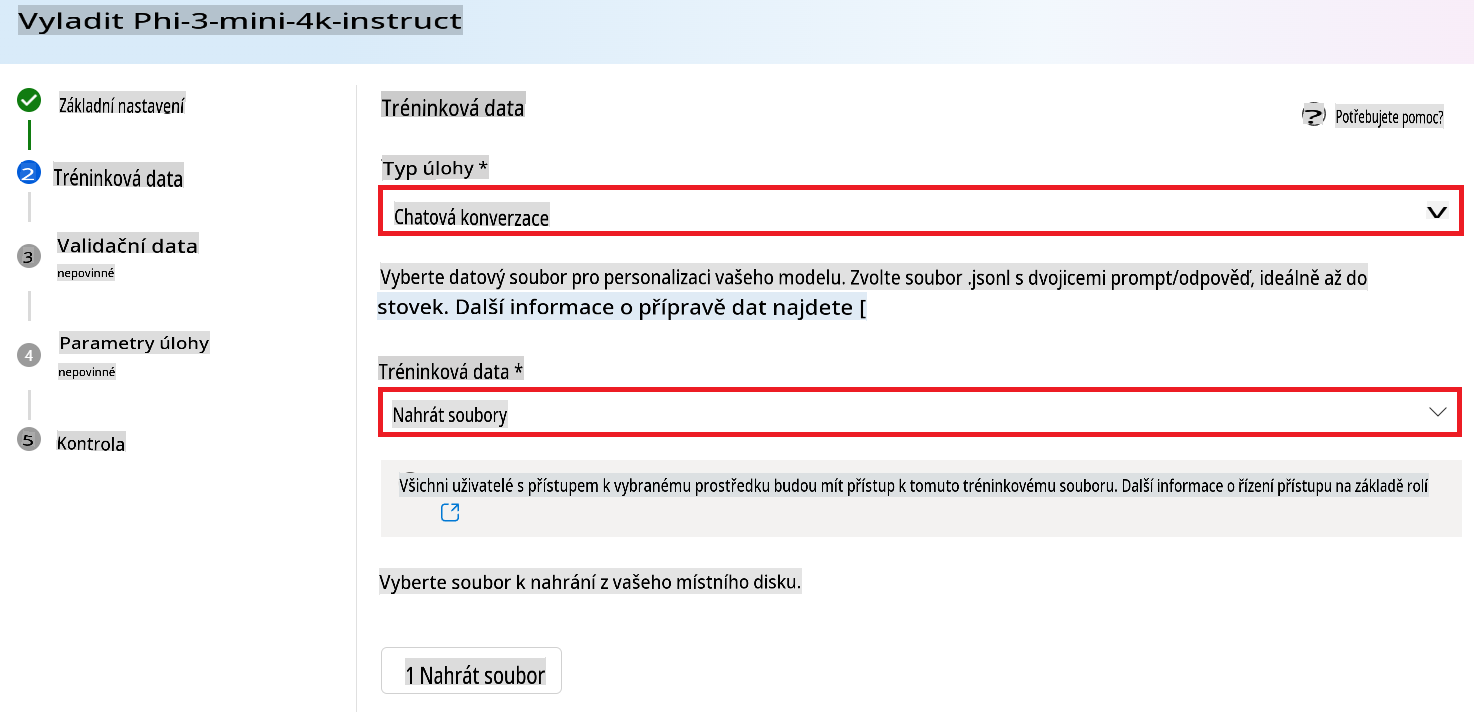 Vyladit Phi-3-mini-4k-instruct
Základní nastavení
2
Tréninková data
3
Validační data
nepovinné
4
Parametry úlohy
nepovinné
5
Kontrola
Tréninková data
? Potřebujete pomoc?
Typ úlohy *
Chatová konverzace
Vyberte datový soubor pro personalizaci vašeho modelu. Zvolte soubor .jsonl s dvojicemi prompt/odpověď, ideálně až do
stovek. Další informace o přípravě dat najdete [
Tréninková data *
Nahrát soubory
Všichni uživatelé s přístupem k vybranému prostředku budou mít přístup k tomuto tréninkovému souboru. Další informace o řízení přístupu na základě rolí
Vyberte soubor k nahrání z vašeho místního disku.
1 Nahrát soubor